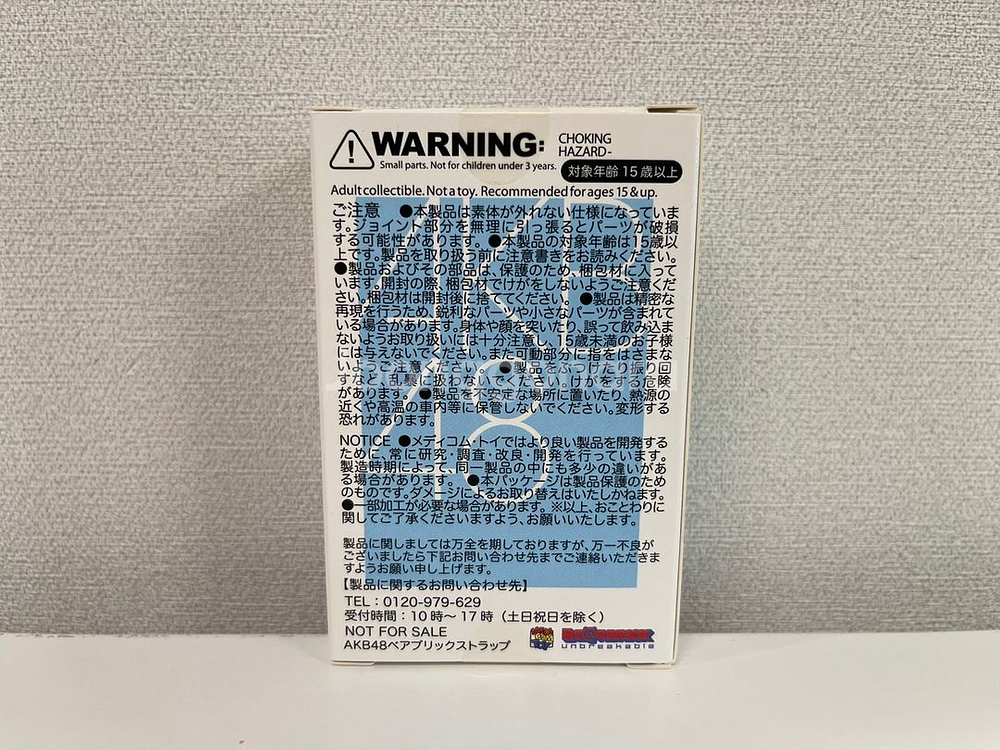 WARNING:
CHOKING
HAZARD-
Small parts. Not for children under 3 years.
対象年齢 15歳以上
Adult collectible. Not a toy. Recommended for ages 15 & up.
AKB
48
ご注意 ●本製品は素体が外れない仕様になっていま
す。ジョイント部分を無理に引っ張るとパーツが破損
する可能性があります。 ●本製品の対象年齢は15歳以
上です。製品を取り扱う前に注意書きをお読みください。
●製品およびその部品は、保護のため、梱包材に入って
います。開封の際、梱包材でけがをしないようご注意くだ
さい。梱包材は開封後に捨ててください。 ●製品は精密な
再現を行うため、鋭利なパーツや小さなパーツが含まれて
いる場合があります。身体や顔を突いたり、誤って飲み込ま
ないようお取り扱いには十分注意し、15歳未満のお子様
には与えないでください。また可動部分に指をはさまな
いようご注意ください。 ●製品をぶつけたり振り回
すなど、乱暴に扱わないでください。けがをする危険
があります。 ●製品を不安定な場所に置いたり、熱源の
近くや高温の車内等に保管しないでください。変形する
恐れがあります。
NOTICE ●メディコム・トイではより良い製品を開発する
ために、常に研究・調査・改良・開発を行っています。
製造時期によって、同一製品の中にも多少の違いがあ
る場合があります。 ●本パッケージは製品保護のため
のものです。ダメージによるお取り替えはいたしかねます。
●一部加工が必要な場合があります。※以上、おことわりに
関してご了承くださいますよう、お願いいたします。
製品に関しましては万全を期しておりますが、万一不良が
ございましたら下記お問い合わせ先までご連絡いただきま
すようお願い申し上げます。
【製品に関するお問い合わせ先】
TEL：0120-979-629
受付時間：10時～17時（土日祝日を除く）
NOT FOR SALE
AKB48ベアブリックストラップ
BE@RBRICK
unbreakable